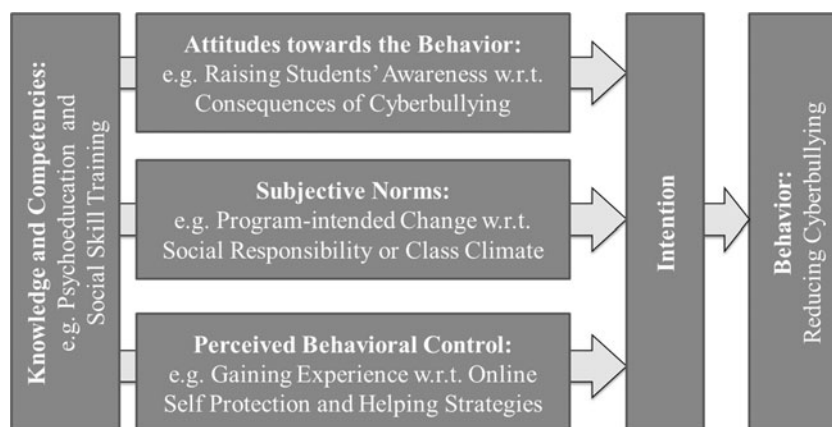 Knowledge and Competencies:
e.g. Psychoeducation and
Social Skill Training
Attitudes towards the Behavior:
e.g. Raising Students’ Awareness w.r.t.
Consequences of Cyberbullying
Subjective Norms:
e.g. Program-intended Change w.r.t.
Social Responsibility or Class Climate
Perceived Behavioral Control:
e.g. Gaining Experience w.r.t. Online
Self Protection and Helping Strategies
Intention
Behavior:
Reducing Cyberbullying